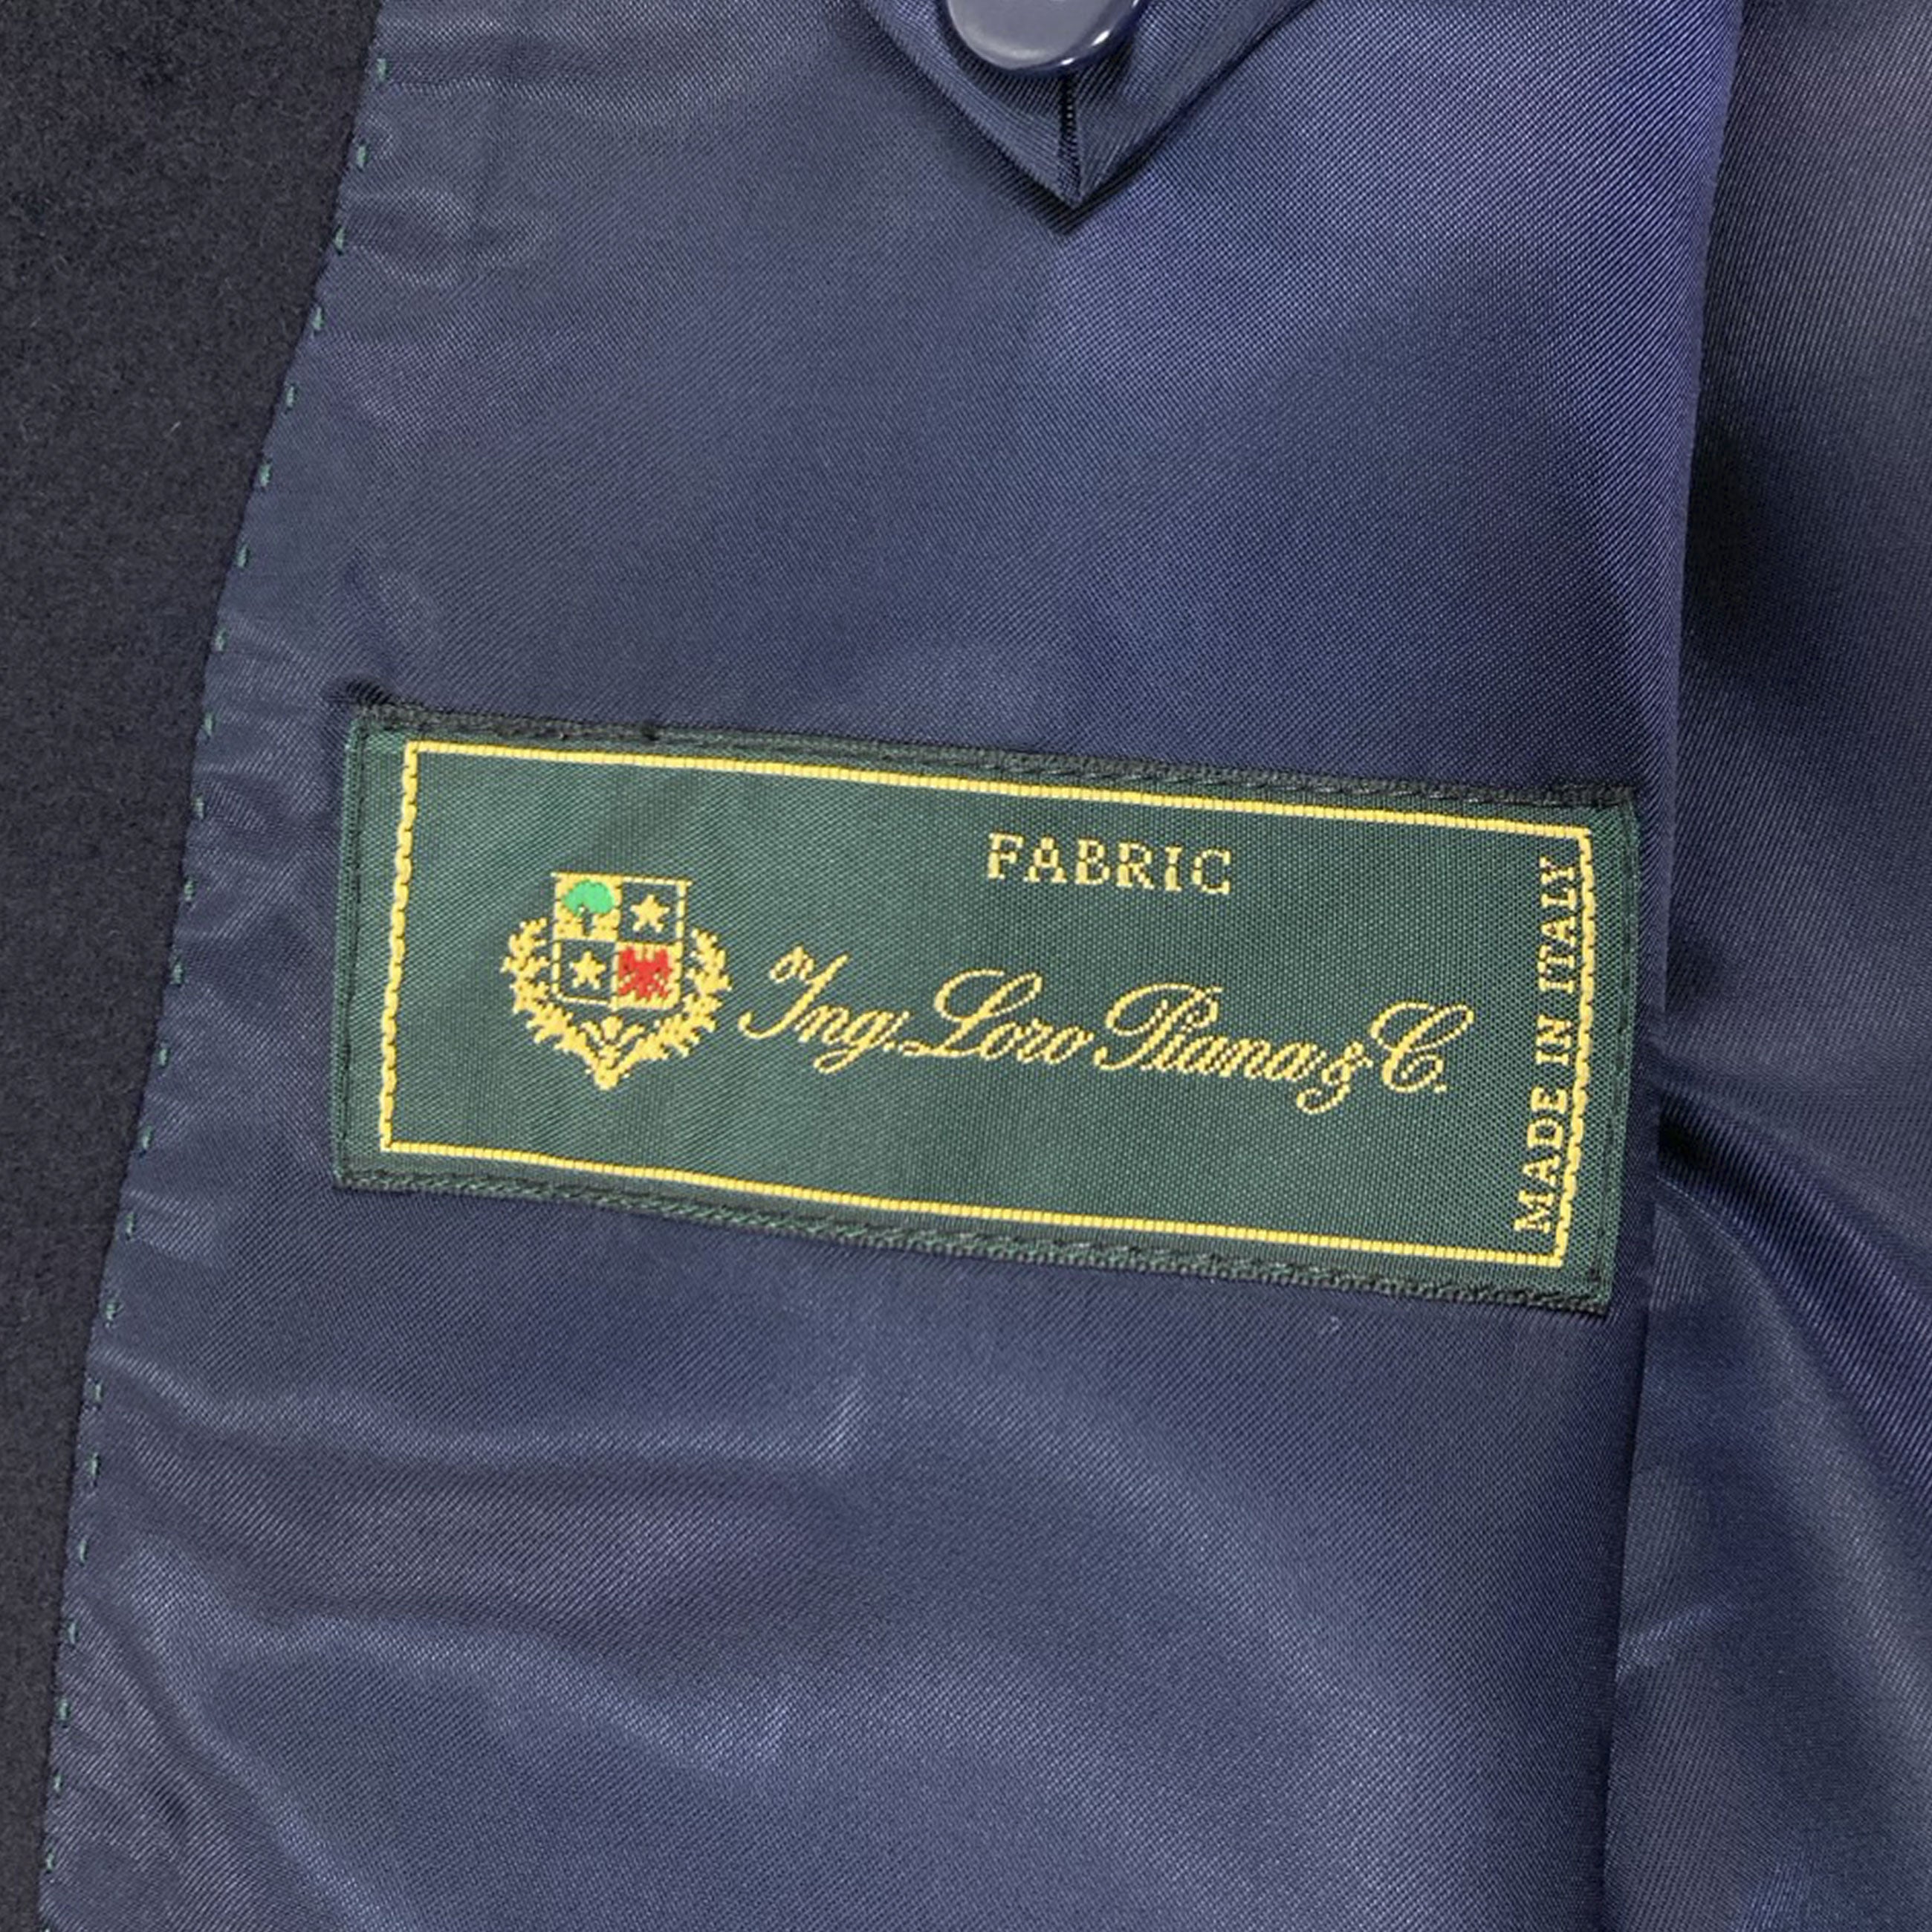 FABRIC
Ing. Loro Piana & C.
MADE IN ITALY